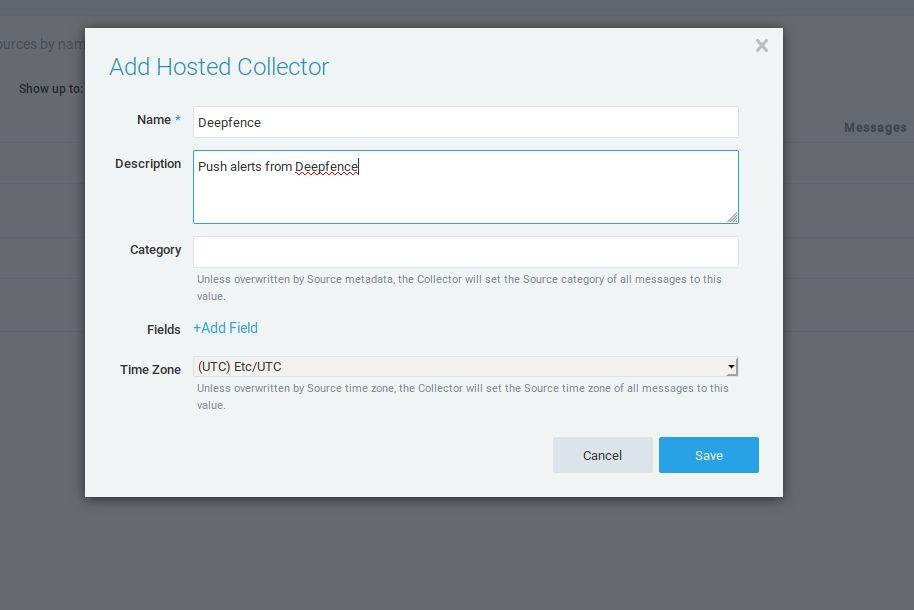 ources by nam
Show up to:
Messages
Add Hosted Collector
Name *
Deepfence
Description
Push alerts from Deepfence
Category
Unless overwritten by Source metadata, the Collector will set the Source category of all messages to this
value.
Fields
+Add Field
Time Zone
(UTC) Etc/UTC
Unless overwritten by Source time zone, the Collector will set the Source time zone of all messages to this
value.
Cancel
Save